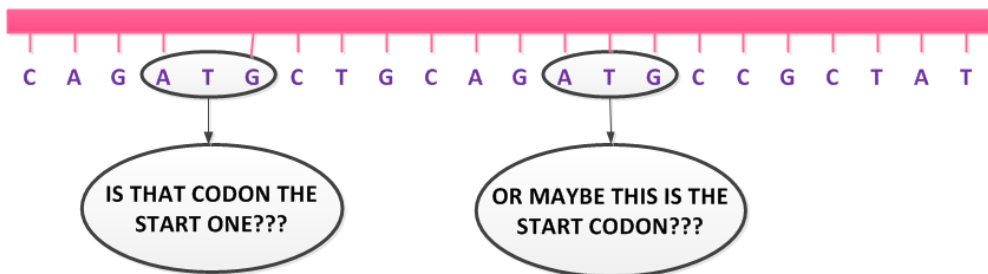 C A G A T G C T G C A G A T G C C G C T A T
IS THAT CODON THE
START ONE???
OR MAYBE THIS IS THE
START CODON???